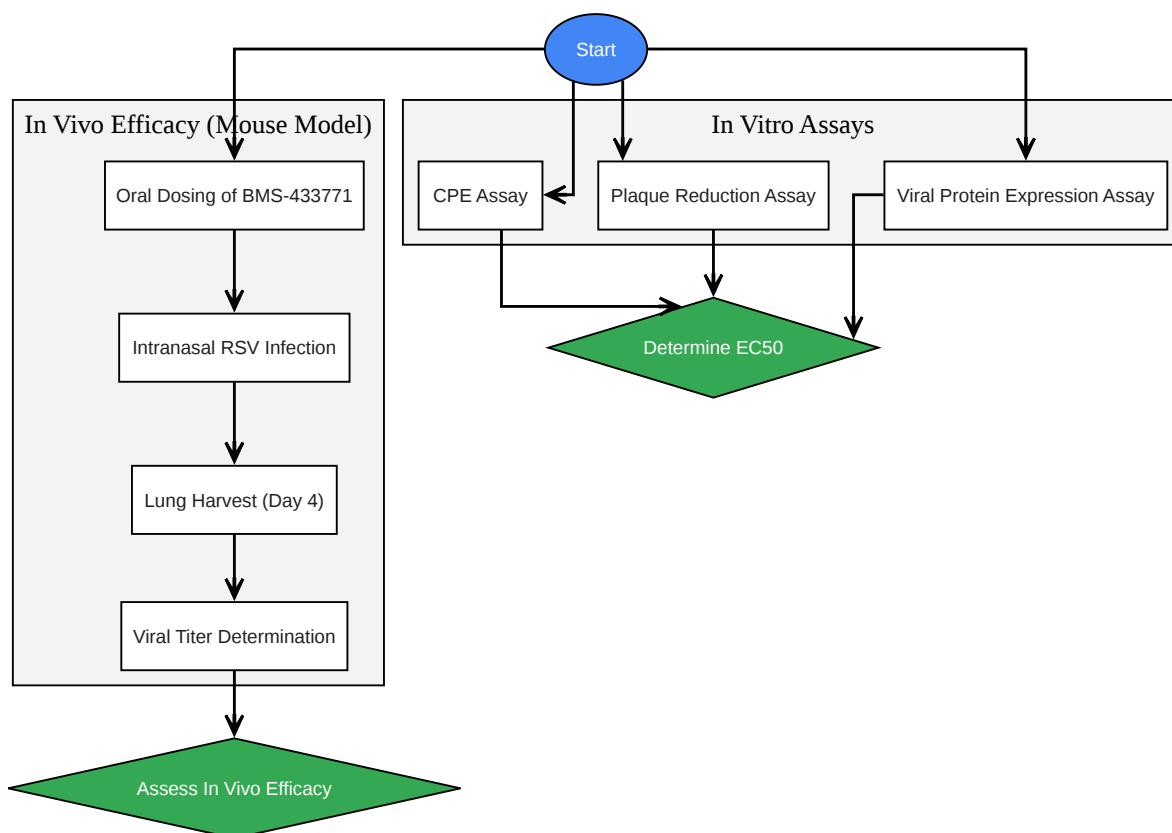 Start
In Vivo Efficacy (Mouse Model)
In Vitro Assays
Oral Dosing of BMS-433771
CPE Assay
Plaque Reduction Assay
Viral Protein Expression Assay
Intranasal RSV Infection
Determine EC50
Lung Harvest (Day 4)
Viral Titer Determination
Assess In Vivo Efficacy